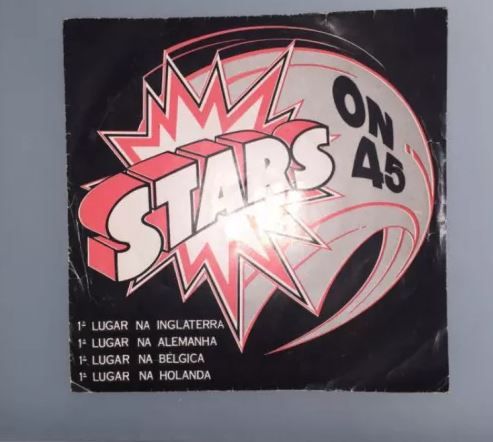 STARS
ON
45
1º LUGAR NA INGLATERRA
1º LUGAR NA ALEMANHA
1º LUGAR NA BÉLGICA
1º LUGAR NA HOLANDA